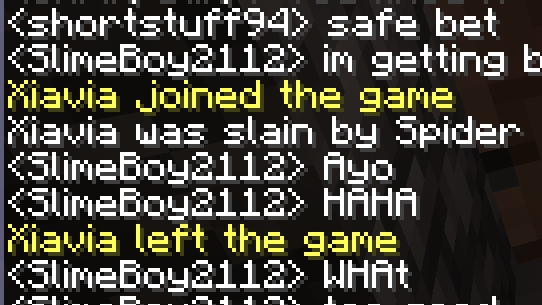 <shortstuff94> safe bet
<SlimeBoy2112> im getting
Xiavia joined the game
Xiavia was slain by Spider
<SlimeBoy2112> Ayo
<SlimeBoy2112> HAHA
Xiavia left the game
<SlimeBoy2112> WHAt